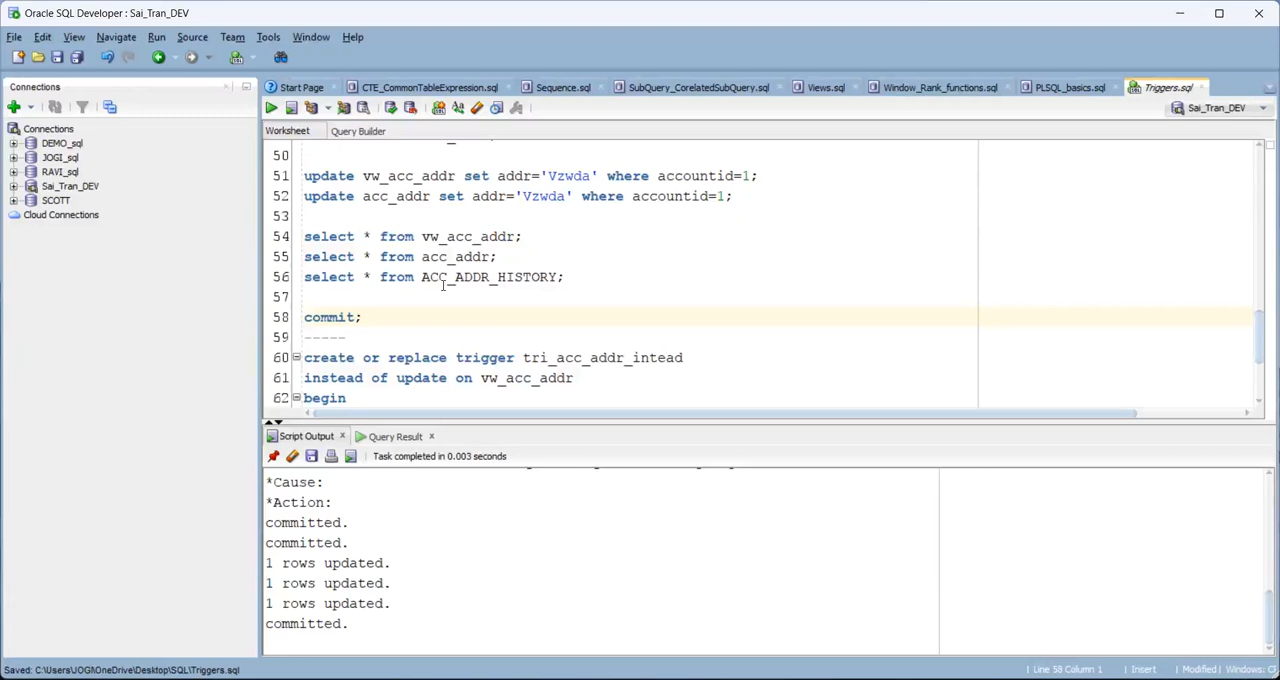 Oracle SQL Developer : Sai_Tran_DEV
File Edit View Navigate Run Source Team Tools Window Help
Connections
Connections
DEMO_sql
JOGI_sql
RAVI_sql
Sai_Tran_DEV
SCOTT
Cloud Connections
Start Page CTE_CommonTableExpression.sql Sequence.sql SubQuery_CorelatedSubQuery.sql Views.sql Window_Rank_functions.sql PLSQL_basics.sql Triggers.sql
Sai_Tran_DEV
Worksheet Query Builder
50
51 update vw_acc_addr set addr='Vzwda' where accountid=1;
52 update acc_addr set addr='Vzwda' where accountid=1;
53
54 select * from vw_acc_addr;
55 select * from acc_addr;
56 select * from ACC_ADDR_HISTORY;
57
58 commit;
59 -----
60 create or replace trigger tri_acc_addr_intead
61 instead of update on vw_acc_addr
62 begin
Script Output Query Result
Task completed in 0.003 seconds
*Cause:
*Action:
committed.
committed.
1 rows updated.
1 rows updated.
1 rows updated.
committed.
Saved: C:\Users\JOGI\OneDrive\Desktop\SQL\Triggers.sql
Line 58 Column 1 Insert Modified Windows: